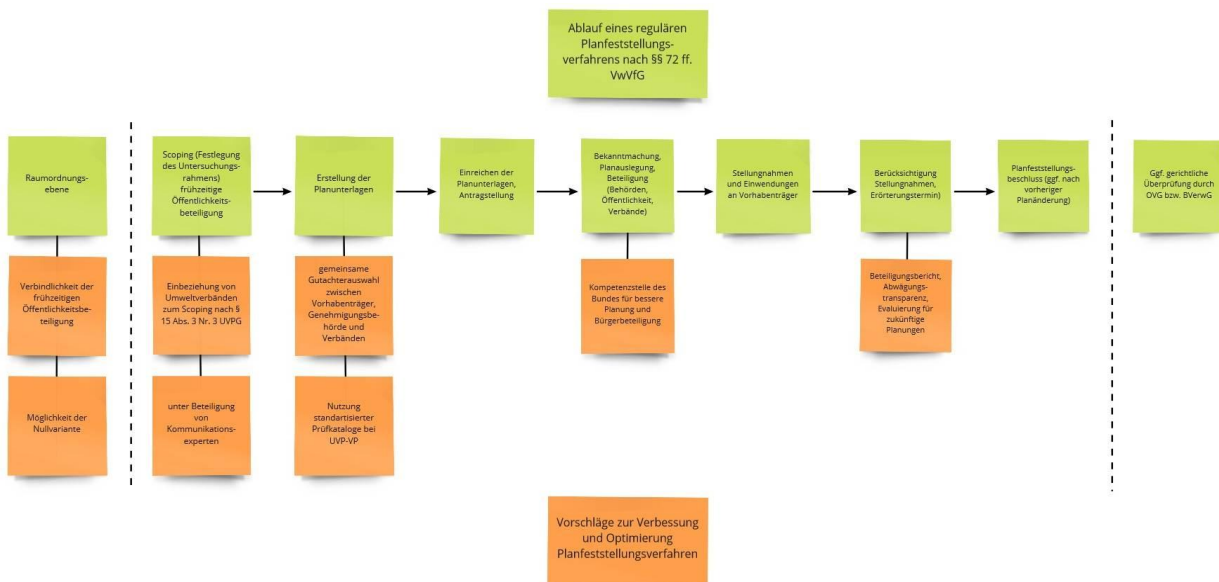 Ablauf eines regulären
Planfeststellungs-
verfahrens nach §§ 72 ff.
VwVfG
Raumordnungs-
ebene
Scoping (Festlegung
des Untersuchungs-
rahmens)
frühzeitige
Öffentlichkeits-
beteiligung
Erstellung der
Planunterlagen
Einreichen der
Planunterlagen,
Antragstellung
Bekanntmachung,
Planauslegung,
Beteiligung
(Behörden,
Öffentlichkeit,
Verbände)
Stellungnahmen
und Einwendungen
an Vorhabenträger
Berücksichtigung
Stellungnahmen,
Erörterungstermin)
Planfeststellungs-
beschluss (ggf. nach
vorheriger
Planänderung)
Ggf. gerichtliche
Überprüfung durch
OVG bzw. BVerwG
Verbindlichkeit der
frühzeitigen
Öffentlichkeitsbe-
teiligung
Einbeziehung von
Umweltverbänden
zum Scoping nach §
15 Abs. 3 Nr. 3 UVPG
gemeinsame
Gutachterauswahl
zwischen
Vorhabenträger,
Genehmigungsbe-
hörde und
Verbänden
Kompetenzstelle des
Bundes für bessere
Planung und
Bürgerbeteiligung
Beteiligungsbericht,
Abwägungs-
transparenz,
Evaluierung für
zukünftige
Planungen
Möglichkeit der
Nullvariante
unter Beteiligung
von
Kommunikations-
experten
Nutzung
standartisierter
Prüfkataloge bei
UVP-VP
Vorschläge zur Verbessung
und Optimierung
Planfeststellungsverfahren